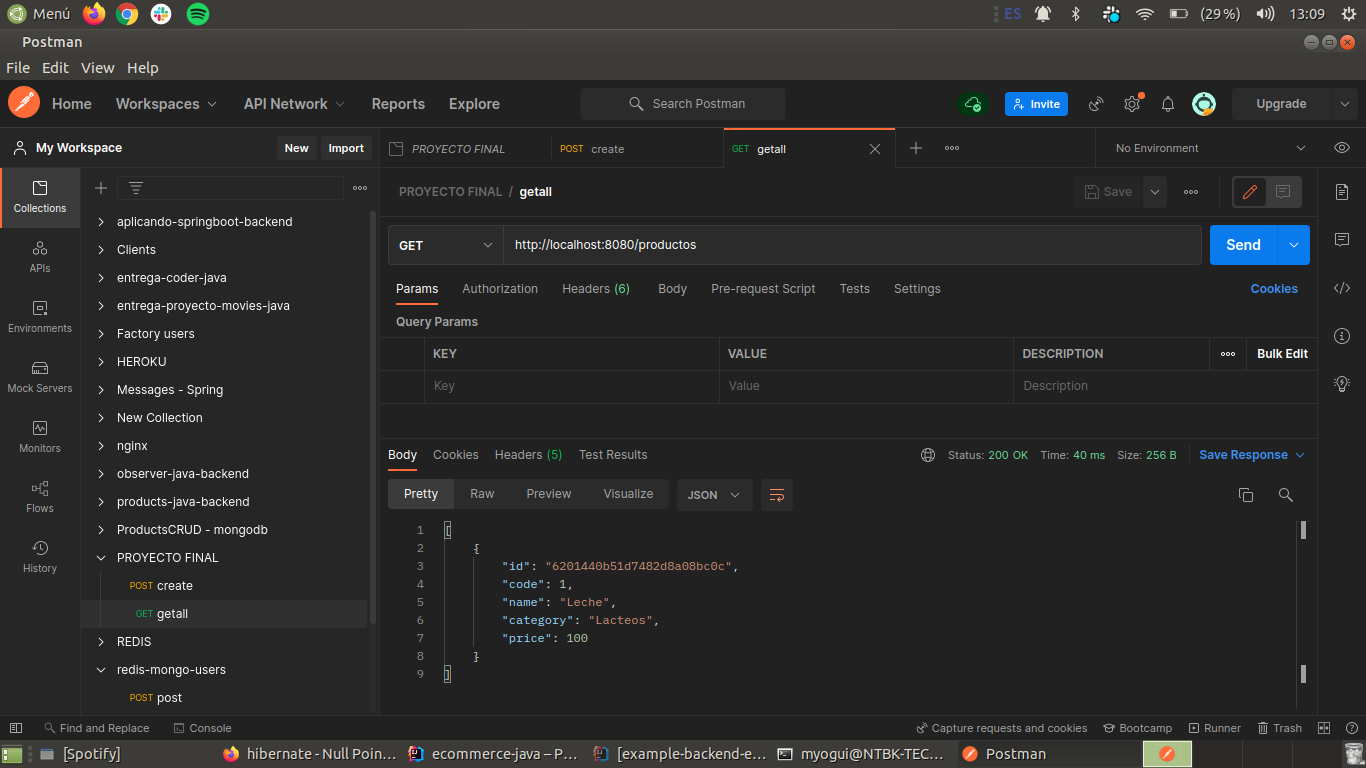 Menú
ES
(29%)
13:09
Postman
File Edit View Help
Home Workspaces API Network Reports Explore
Search Postman
Invite
Upgrade
My Workspace
New Import
PROYECTO FINAL
POST create
GET getall
No Environment
Collections
APIs
Environments
Mock Servers
Monitors
Flows
History
aplicando-springboot-backend
Clients
entrega-coder-java
entrega-proyecto-movies-java
Factory users
HEROKU
Messages - Spring
New Collection
nginx
observer-java-backend
products-java-backend
ProductsCRUD - mongodb
PROYECTO FINAL
POST create
GET getall
REDIS
redis-mongo-users
POST post
PROYECTO FINAL / getall
Save
GET
http://localhost:8080/productos
Send
Params Authorization Headers (6) Body Pre-request Script Tests Settings
Cookies
Query Params
KEY VALUE DESCRIPTION
Bulk Edit
Key Value Description
Body Cookies Headers (5) Test Results
Status: 200 OK Time: 40 ms Size: 256 B
Save Response
Pretty Raw Preview Visualize
JSON
1 [
2 {
3 "id": "6201440b51d7482d8a08bc0c",
4 "code": 1,
5 "name": "Leche",
6 "category": "Lacteos",
7 "price": 100
8 }
9 ]
Find and Replace Console
Capture requests and cookies Bootcamp Runner Trash
[Spotify]
hibernate - Null Poin...
ecommerce-java – P...
[example-backend-e...
myogui@NTBK-TEC...
Postman